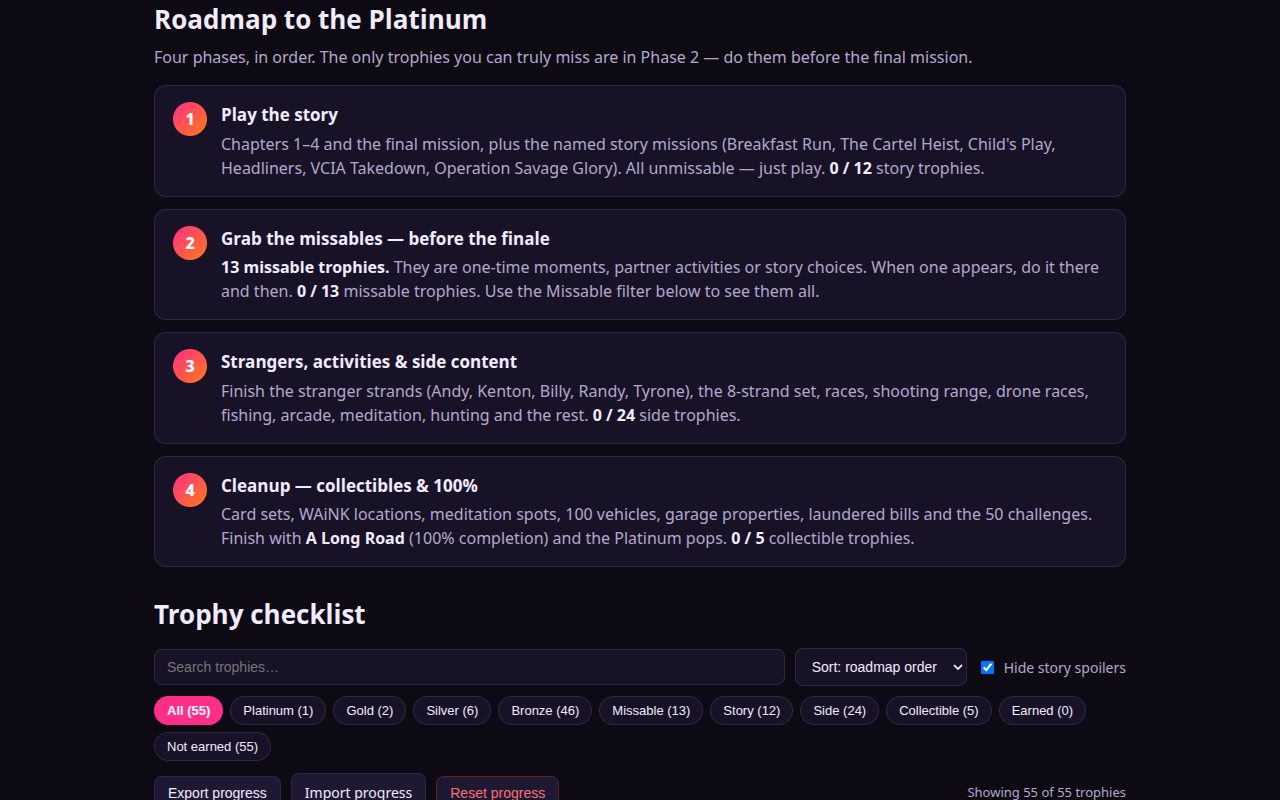 Roadmap to the Platinum
Four phases, in order. The only trophies you can truly miss are in Phase 2 — do them before the final mission.
1
Play the story
Chapters 1–4 and the final mission, plus the named story missions (Breakfast Run, The Cartel Heist, Child's Play,
Headliners, VCIA Takedown, Operation Savage Glory). All unmissable — just play. 0 / 12 story trophies.
2
Grab the missables — before the finale
13 missable trophies. They are one-time moments, partner activities or story choices. When one appears, do it there
and then. 0 / 13 missable trophies. Use the Missable filter below to see them all.
3
Strangers, activities & side content
Finish the stranger strands (Andy, Kenton, Billy, Randy, Tyrone), the 8-strand set, races, shooting range, drone races,
fishing, arcade, meditation, hunting and the rest. 0 / 24 side trophies.
4
Cleanup — collectibles & 100%
Card sets, WAiNK locations, meditation spots, 100 vehicles, garage properties, laundered bills and the 50 challenges.
Finish with A Long Road (100% completion) and the Platinum pops. 0 / 5 collectible trophies.
Trophy checklist
Search trophies…
Sort: roadmap order
Hide story spoilers
All (55)
Platinum (1)
Gold (2)
Silver (6)
Bronze (46)
Missable (13)
Story (12)
Side (24)
Collectible (5)
Earned (0)
Not earned (55)
Export progress
Import progress
Reset progress
Showing 55 of 55 trophies